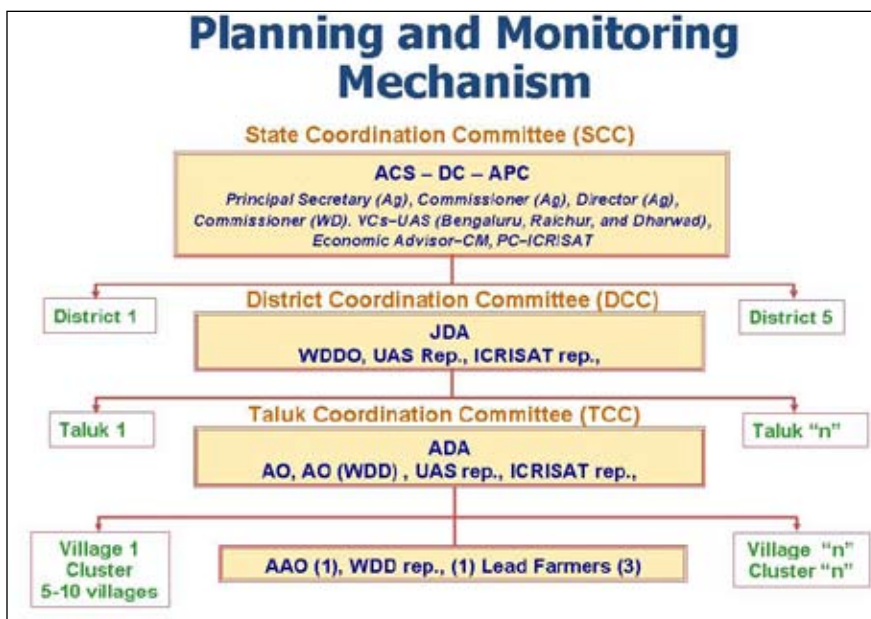 Planning and Monitoring
Mechanism
State Coordination Committee (SCC)
ACS – DC – APC
Principal Secretary (Ag), Commissioner (Ag), Director (Ag),
Commissioner (WD). VCs–UAS (Bengaluru, Raichur, and Dharwad),
Economic Advisor–CM, PC–ICRISAT
District 1
District Coordination Committee (DCC)
District 5
JDA
WDDO, UAS Rep., ICRISAT rep.,
Taluk 1
Taluk Coordination Committee (TCC)
Taluk “n”
ADA
AO, AO (WDD) , UAS rep., ICRISAT rep.,
Village 1
Cluster
5-10 villages
AAO (1), WDD rep., (1) Lead Farmers (3)
Village “n”
Cluster “n”